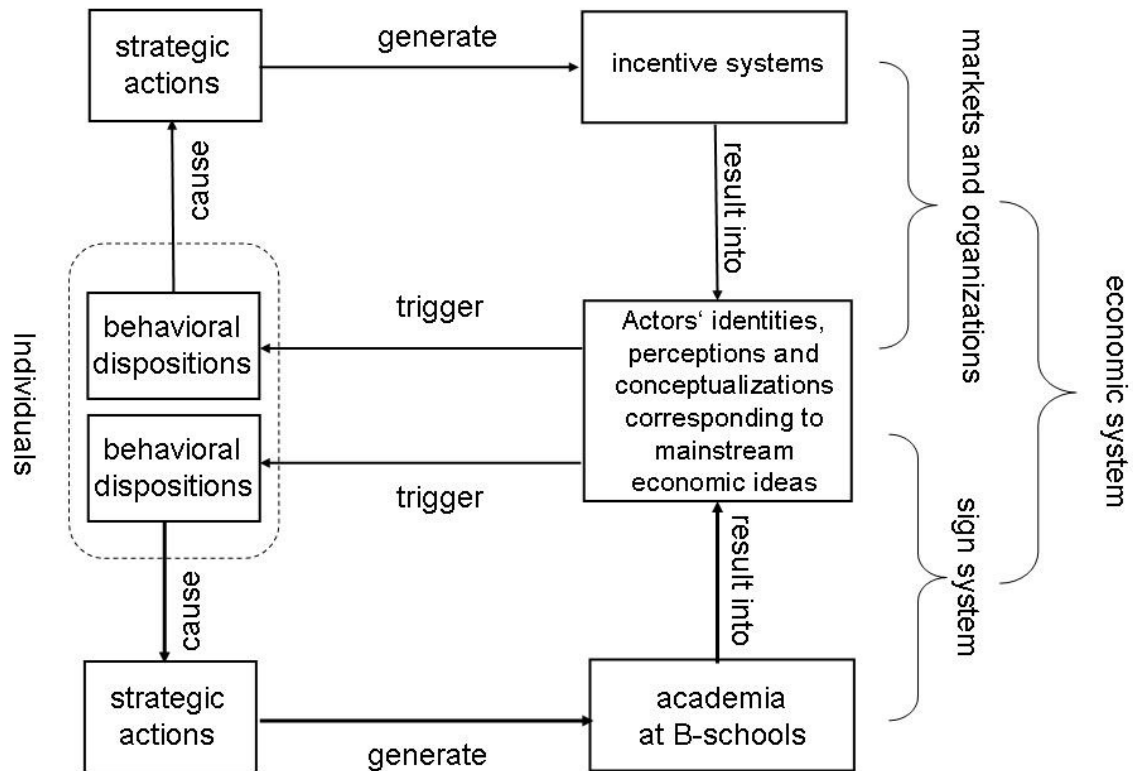 strategic
actions
generate
incentive systems
markets and organizations
cause
result into
economic system
Individuals
behavioral
dispositions
trigger
Actors‘ identities,
perceptions and
conceptualizations
corresponding to
mainstream
economic ideas
behavioral
dispositions
trigger
sign system
cause
result into
strategic
actions
generate
academia
at B-schools